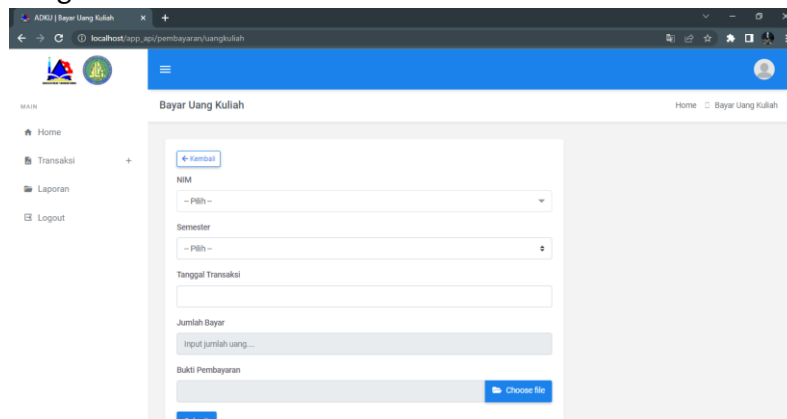 ADKU | Bayar Uang Kuliah
localhost/app_api/pembayaran/uangkuliah
MAIN
Bayar Uang Kuliah
Home Bayar Uang Kuliah
Home
Transaksi +
Laporan
Logout
Kembali
NIM
-- Pilih --
Semester
-- Pilih --
Tanggal Transaksi
Jumlah Bayar
Input jumlah uang....
Bukti Pembayaran
Choose file